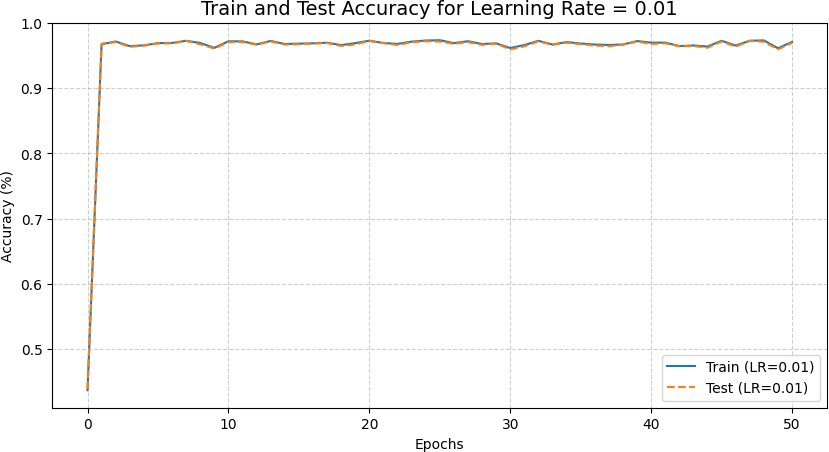 Train and Test Accuracy for Learning Rate = 0.01
Accuracy (%)
1.0
0.9
0.8
0.7
0.6
0.5
Train (LR=0.01)
Test (LR=0.01)
0 10 20 30 40 50
Epochs